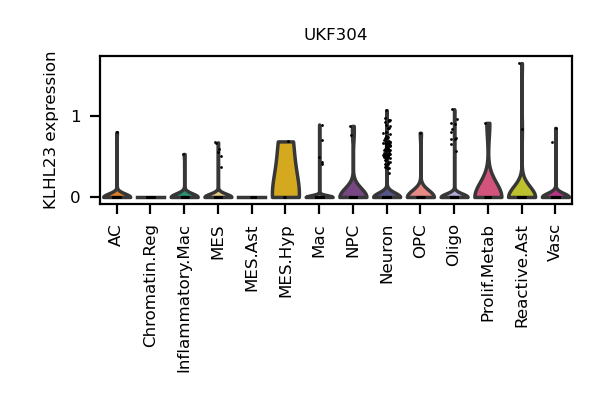 UKF304
KLHL23 expression
1
0
AC
Chromatin.Reg
Inflammatory.Mac
MES
MES.Ast
MES.Hyp
Mac
NPC
Neuron
OPC
Oligo
Prolif.Metab
Reactive.Ast
Vasc